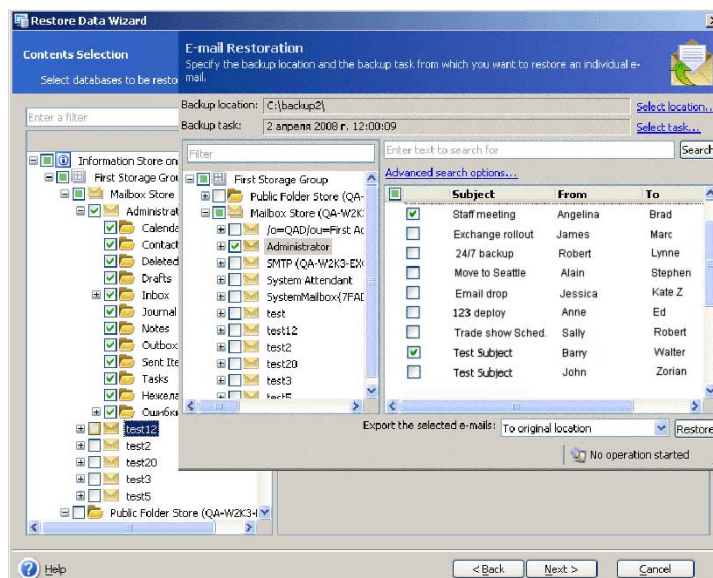 Restore Data Wizard
Contents Selection
Select databases to be resto
Enter a filter
Information Store on
First Storage Grou
Mailbox Store
Administrat
Calenda
Contact
Deleted
Drafts
Inbox
Journal
Notes
Outbox
Sent Ite
Tasks
Нежела
Ошибки
test12
test2
test20
test3
test5
Public Folder Store (QA-W2K3-
E-mail Restoration
Specify the backup location and the backup task from which you want to restore an individual e-
mail.
Backup location: C:\backup2\ Select location...
Backup task: 2 апреля 2008 г. 12:00:09 Select task...
Filter
First Storage Group
Public Folder Store (QA-
Mailbox Store (QA-W2K
/o=QAD/ou=First Ad
Administrator
SMTP (QA-W2K3-EX
System Attendant
SystemMailbox{7FAD
test
test12
test2
test20
test3
test5
Enter text to search for Search
Advanced search options...
Subject From To
Staff meeting Angelina Brad
Exchange rollout James Marc
24/7 backup Robert Lynne
Move to Seattle Alain Stephen
Email drop Jessica Kate Z
123 deploy Anne Ed
Trade show Sched. Sally Robert
Test Subject Barry Walter
Test Subject John Zorian
Export the selected e-mails: To original location Restore
No operation started
Help
< Back Next > Cancel